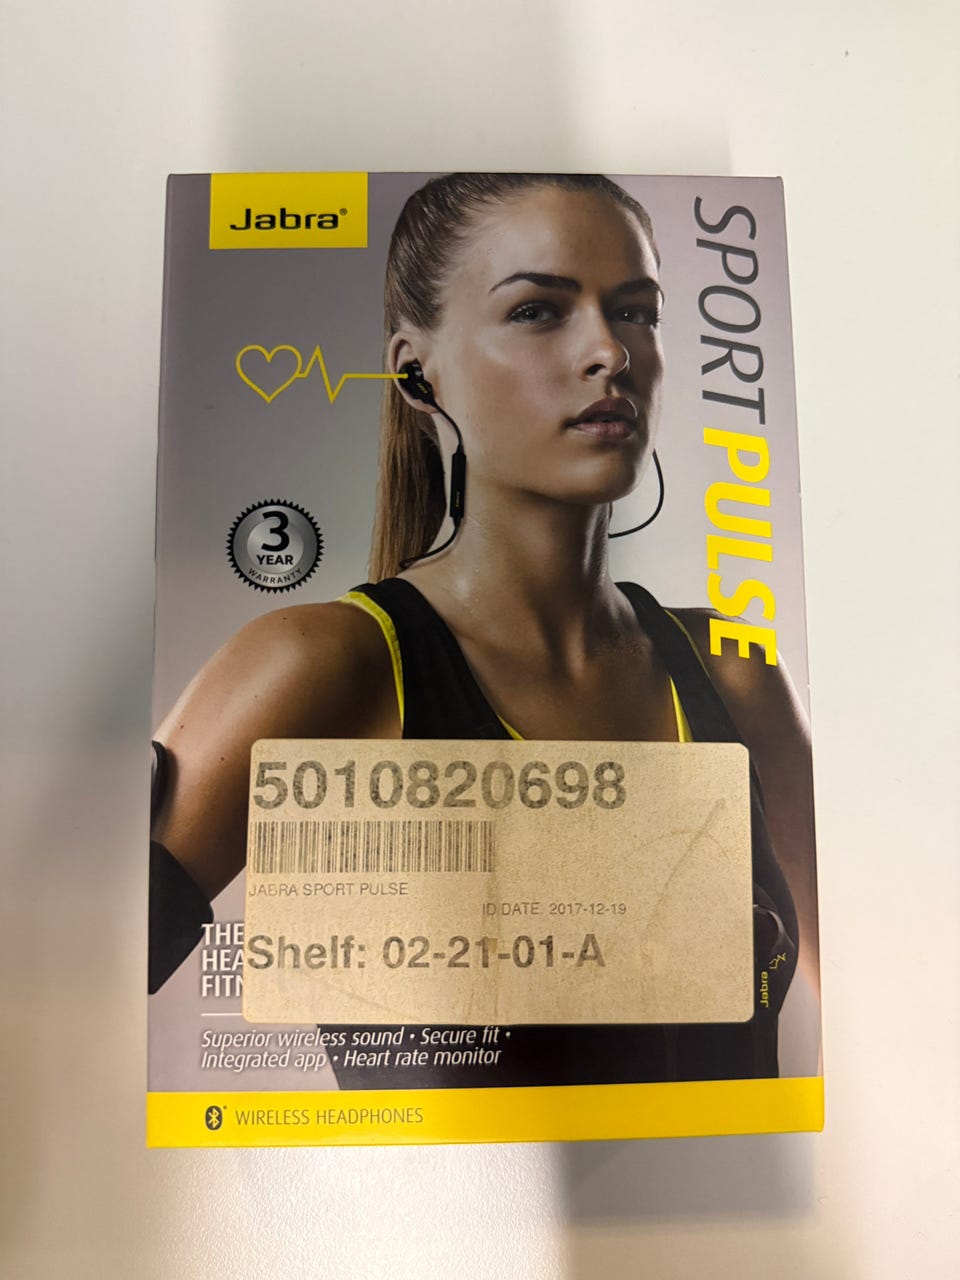 Jabra®
SPORT PULSE
3
YEAR
WARRANTY
5010820698
JABRA SPORT PULSE
ID DATE: 2017-12-19
Shelf: 02-21-01-A
THE
HEA
FITN
Jabra
Superior wireless sound • Secure fit •
Integrated app • Heart rate monitor
WIRELESS HEADPHONES